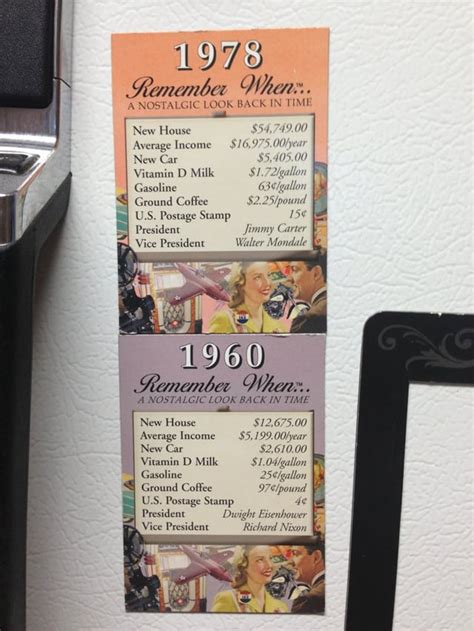 1978
Remember When...™
A NOSTALGIC LOOK BACK IN TIME
New House $54,749.00
Average Income $16,975.00/year
New Car $5,405.00
Vitamin D Milk $1.72/gallon
Gasoline 63¢/gallon
Ground Coffee $2.25/pound
U.S. Postage Stamp 15¢
President Jimmy Carter
Vice President Walter Mondale
1960
Remember When...™
A NOSTALGIC LOOK BACK IN TIME
New House $12,675.00
Average Income $5,199.00/year
New Car $2,610.00
Vitamin D Milk $1.04/gallon
Gasoline 25¢/gallon
Ground Coffee 97¢/pound
U.S. Postage Stamp 4¢
President Dwight Eisenhower
Vice President Richard Nixon